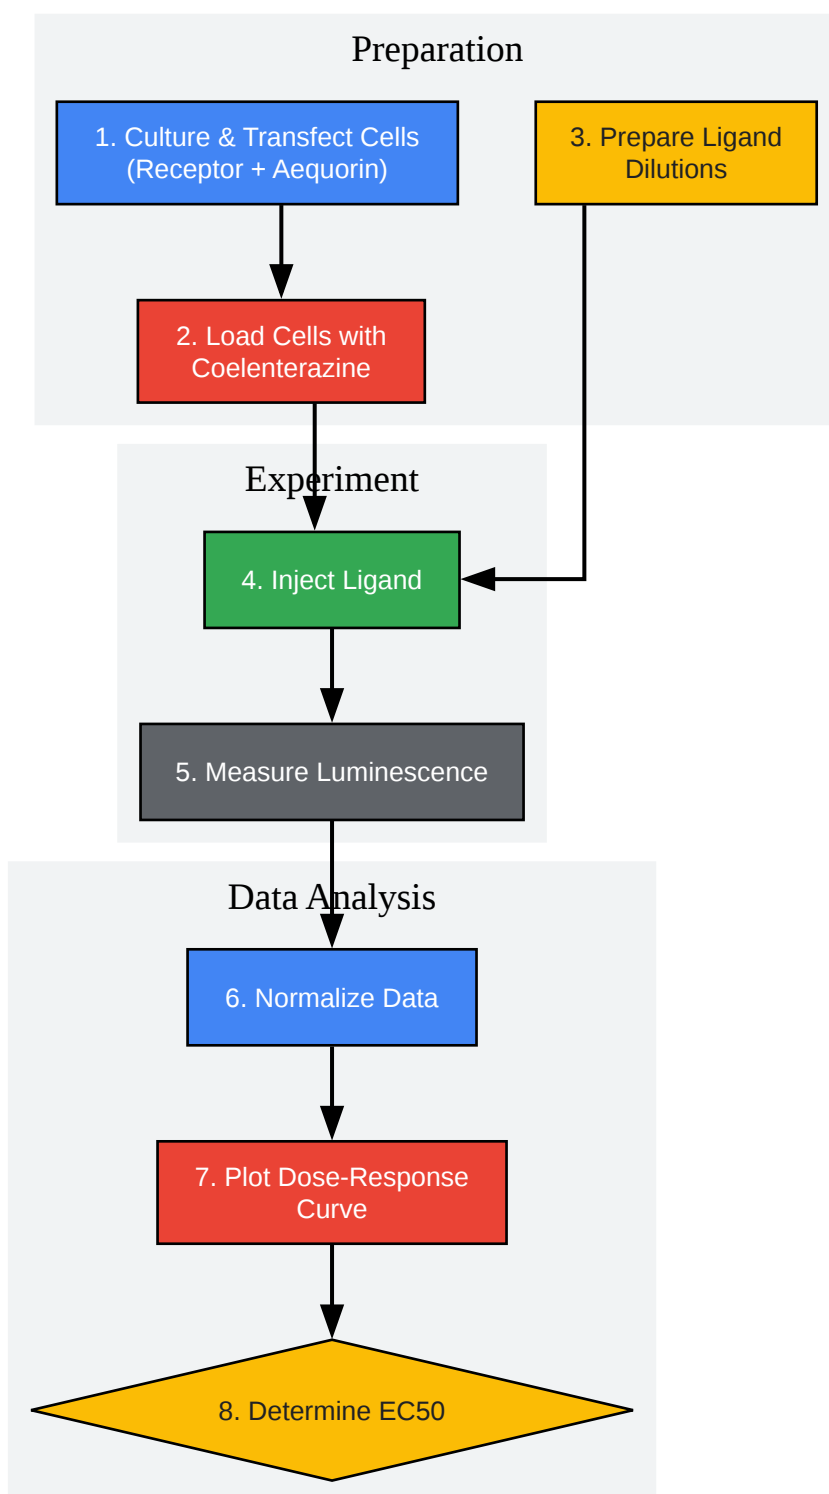 Preparation
1. Culture & Transfect Cells
(Receptor + Aequorin)
3. Prepare Ligand
Dilutions
2. Load Cells with
Coelenterazine
Experiment
4. Inject Ligand
5. Measure Luminescence
Data Analysis
6. Normalize Data
7. Plot Dose-Response
Curve
8. Determine EC50